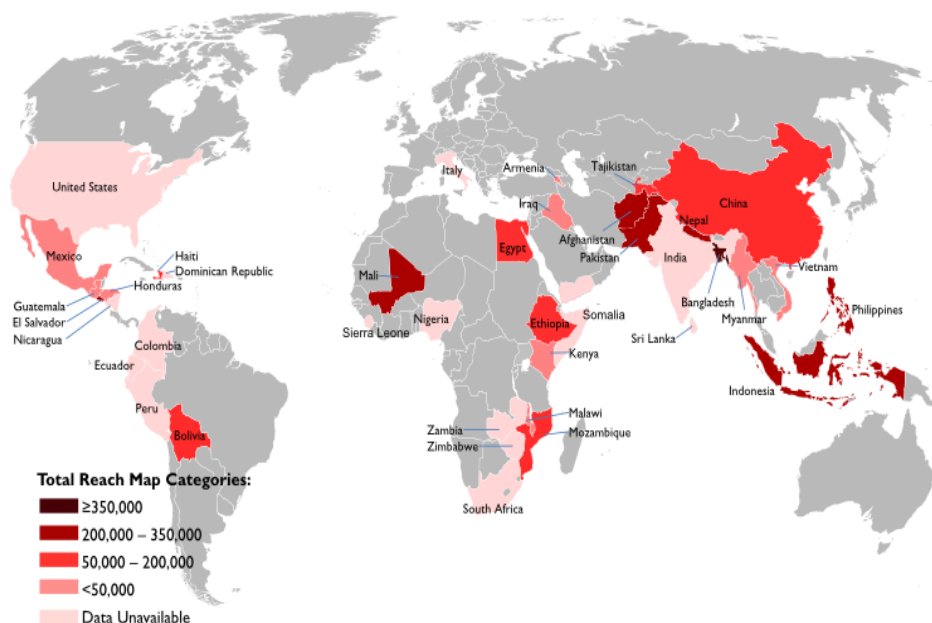 United States
Italy
Armenia
Tajikistan
Mexico
Haiti
Dominican Republic
Honduras
Guatemala
El Salvador
Nicaragua
Iraq
Afghanistan
Pakistan
Nepal
China
Egypt
India
Vietnam
Mali
Bangladesh
Myanmar
Philippines
Sierra Leone
Nigeria
Ethiopia
Somalia
Sri Lanka
Kenya
Indonesia
Colombia
Ecuador
Peru
Bolivia
Malawi
Zambia
Mozambique
Zimbabwe
South Africa
Total Reach Map Categories:
≥350,000
200,000 – 350,000
50,000 – 200,000
<50,000
Data Unavailable